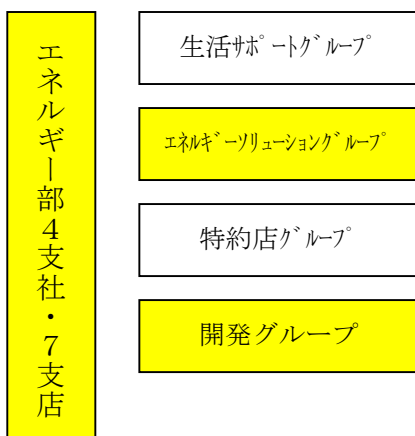 エネルギー部４支社・７支店
生活ｻﾎﾟｰﾄｸﾞﾙｰﾌﾟ
ｴﾈﾙｷﾞｰｿﾘｭｰｼｮﾝｸﾞﾙｰﾌﾟ
特約店ｸﾞﾙｰﾌﾟ
開発グループ